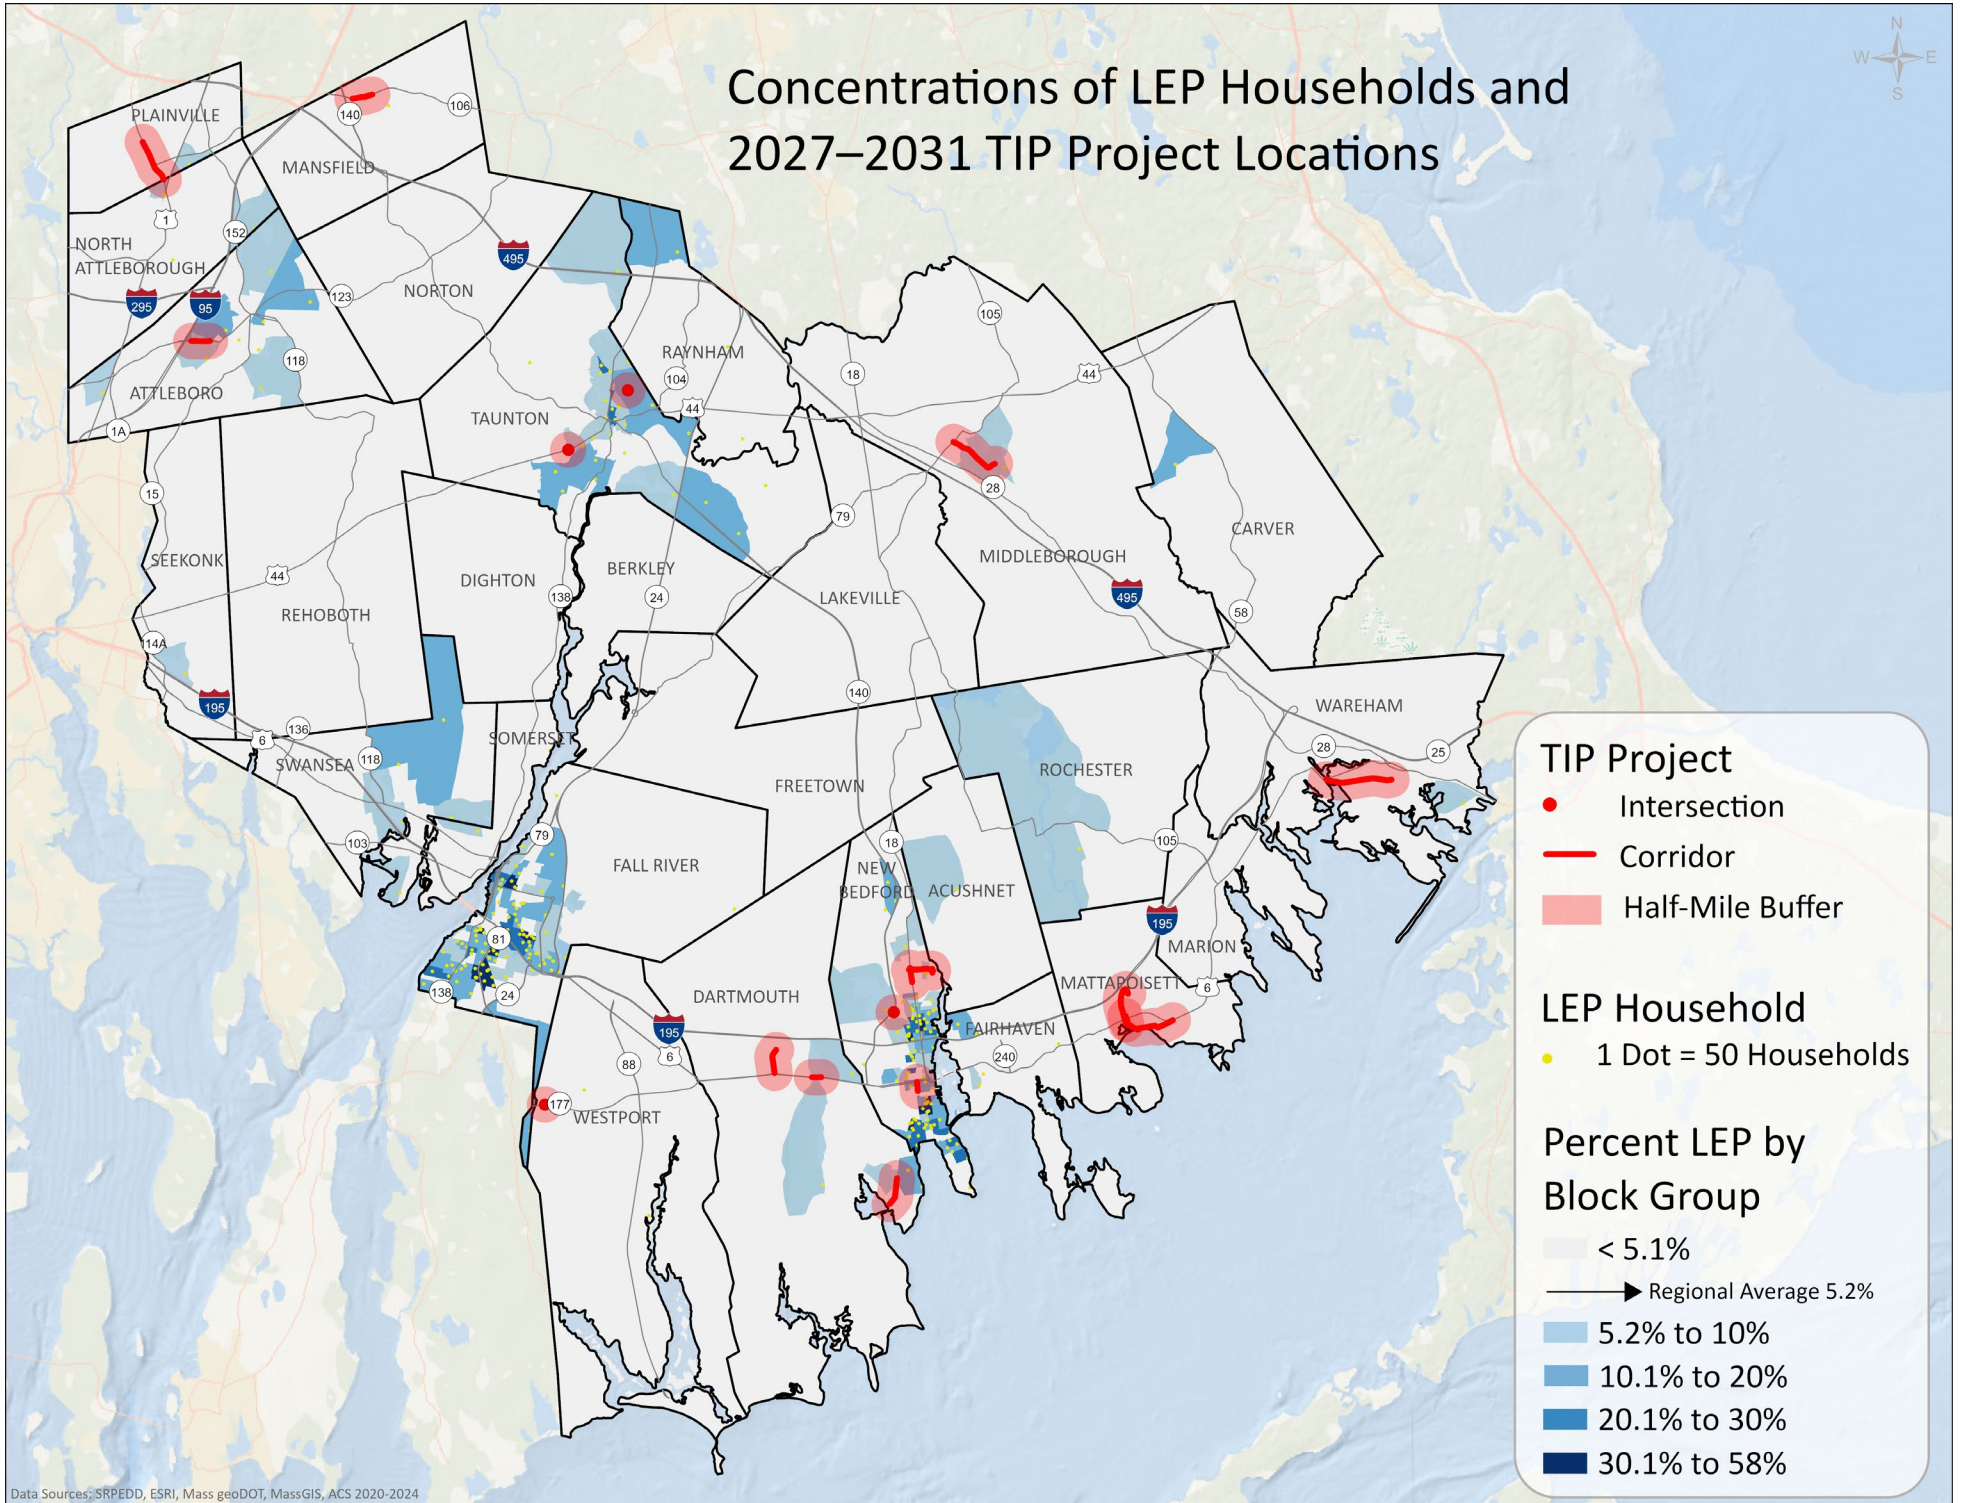 Concentrations of LEP Households and
2027–2031 TIP Project Locations
N
W
E
S
PLAINVILLE
140
106
MANSFIELD
1
152
NORTH
ATTLEBOROUGH
495
295
95
123
NORTON
105
RAYNHAM
118
104
18
44
ATTLEBORO
1A
TAUNTON
44
28
15
79
SEEKONK
44
REHOBOTH
DIGHTON
138
BERKLEY
24
LAKEVILLE
MIDDLEBOROUGH
495
CARVER
58
114A
195
140
136
6
SWANSEA
118
SOMERSET
FREETOWN
ROCHESTER
WAREHAM
28
25
103
79
FALL RIVER
18
NEW
BEDFORD
ACUSHNET
105
81
195
MARION
138
24
DARTMOUTH
MATTAPOISETT
6
195
6
88
FAIRHAVEN
240
177
WESTPORT
TIP Project
Intersection
Corridor
Half-Mile Buffer
LEP Household
1 Dot = 50 Households
Percent LEP by
Block Group
< 5.1%
Regional Average 5.2%
5.2% to 10%
10.1% to 20%
20.1% to 30%
30.1% to 58%
Data Sources: SRPEDD, ESRI, Mass geoDOT, MassGIS, ACS 2020-2024